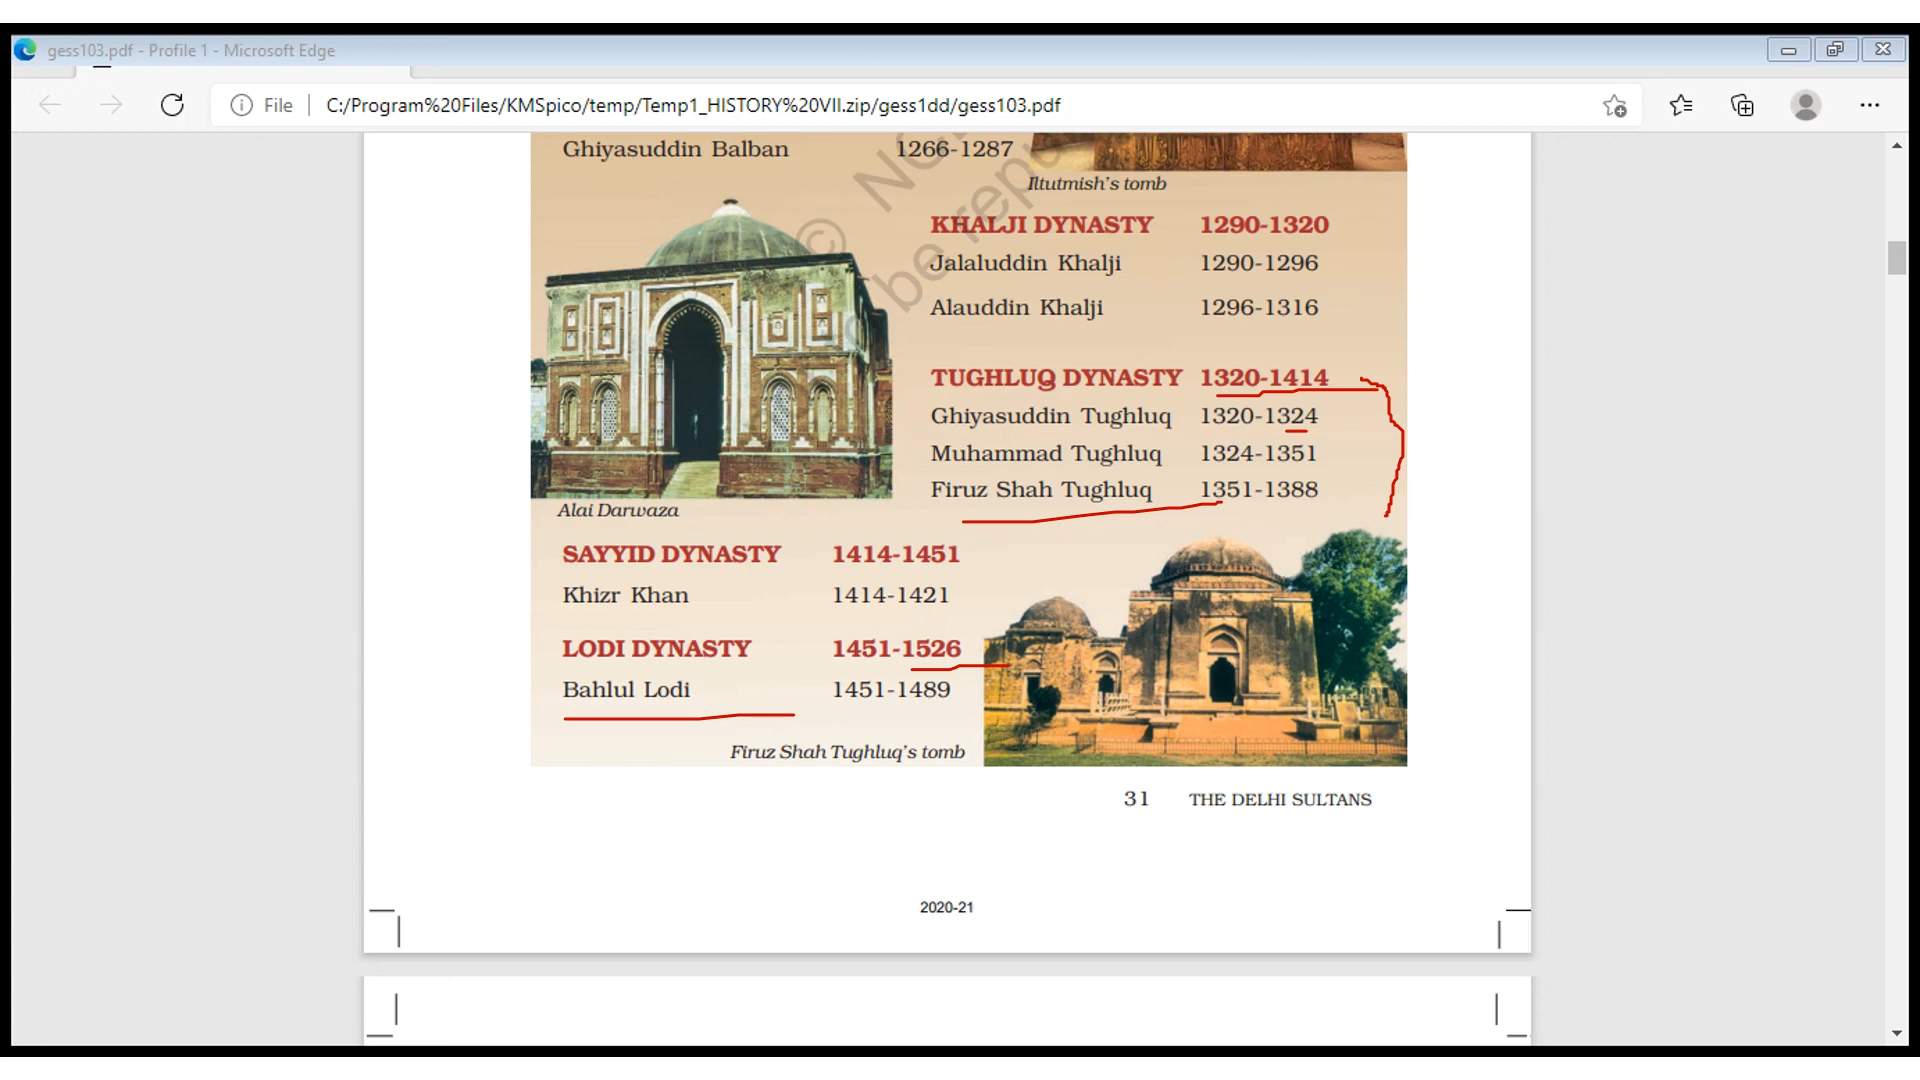 gess103.pdf - Profile 1 - Microsoft Edge
File C:/Program%20Files/KMSpico/temp/Temp1_HISTORY%20VII.zip/gess1dd/gess103.pdf
Ghiyasuddin Balban 1266-1287
Iltutmish's tomb
KHALJI DYNASTY 1290-1320
Jalaluddin Khalji 1290-1296
Alauddin Khalji 1296-1316
TUGHLUQ DYNASTY 1320-1414
Ghiyasuddin Tughluq 1320-1324
Muhammad Tughluq 1324-1351
Firuz Shah Tughluq 1351-1388
Alai Darwaza
SAYYID DYNASTY 1414-1451
Khizr Khan 1414-1421
LODI DYNASTY 1451-1526
Bahlul Lodi 1451-1489
Firuz Shah Tughluq's tomb
31 THE DELHI SULTANS
2020-21